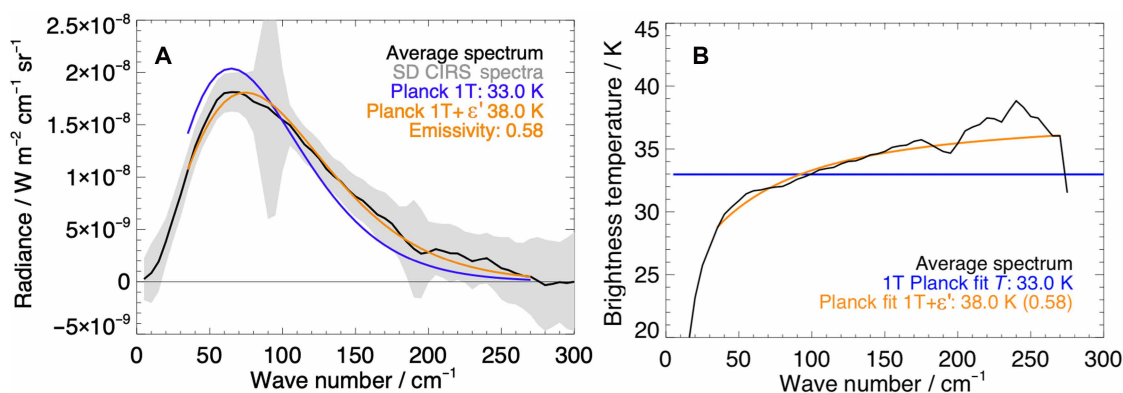 A
Average spectrum
SD CIRS spectra
Planck 1T: 33.0 K
Planck 1T+ ε' 38.0 K
Emissivity: 0.58
Radiance / W m⁻² cm⁻¹ sr⁻¹
2.5×10⁻⁸
2×10⁻⁸
1.5×10⁻⁸
1×10⁻⁸
5×10⁻⁹
0
−5×10⁻⁹
0 50 100 150 200 250 300
Wave number / cm⁻¹
B
Brightness temperature / K
45
40
35
30
25
20
Average spectrum
1T Planck fit T: 33.0 K
Planck fit 1T+ε': 38.0 K (0.58)
0 50 100 150 200 250 300
Wave number / cm⁻¹